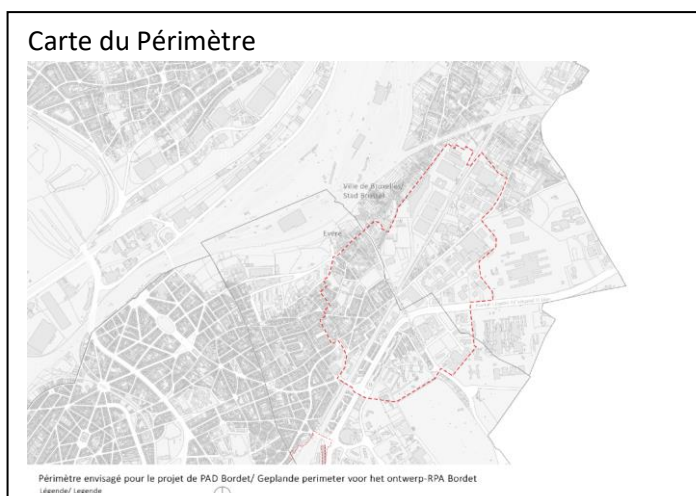 Carte du Périmètre
Ville de Bruxelles/
Stad Brussel
Evere
Périmètre envisagé pour le projet de PAD Bordet/ Geplande perimeter voor het ontwerp-RPA Bordet
Légende/ Legende